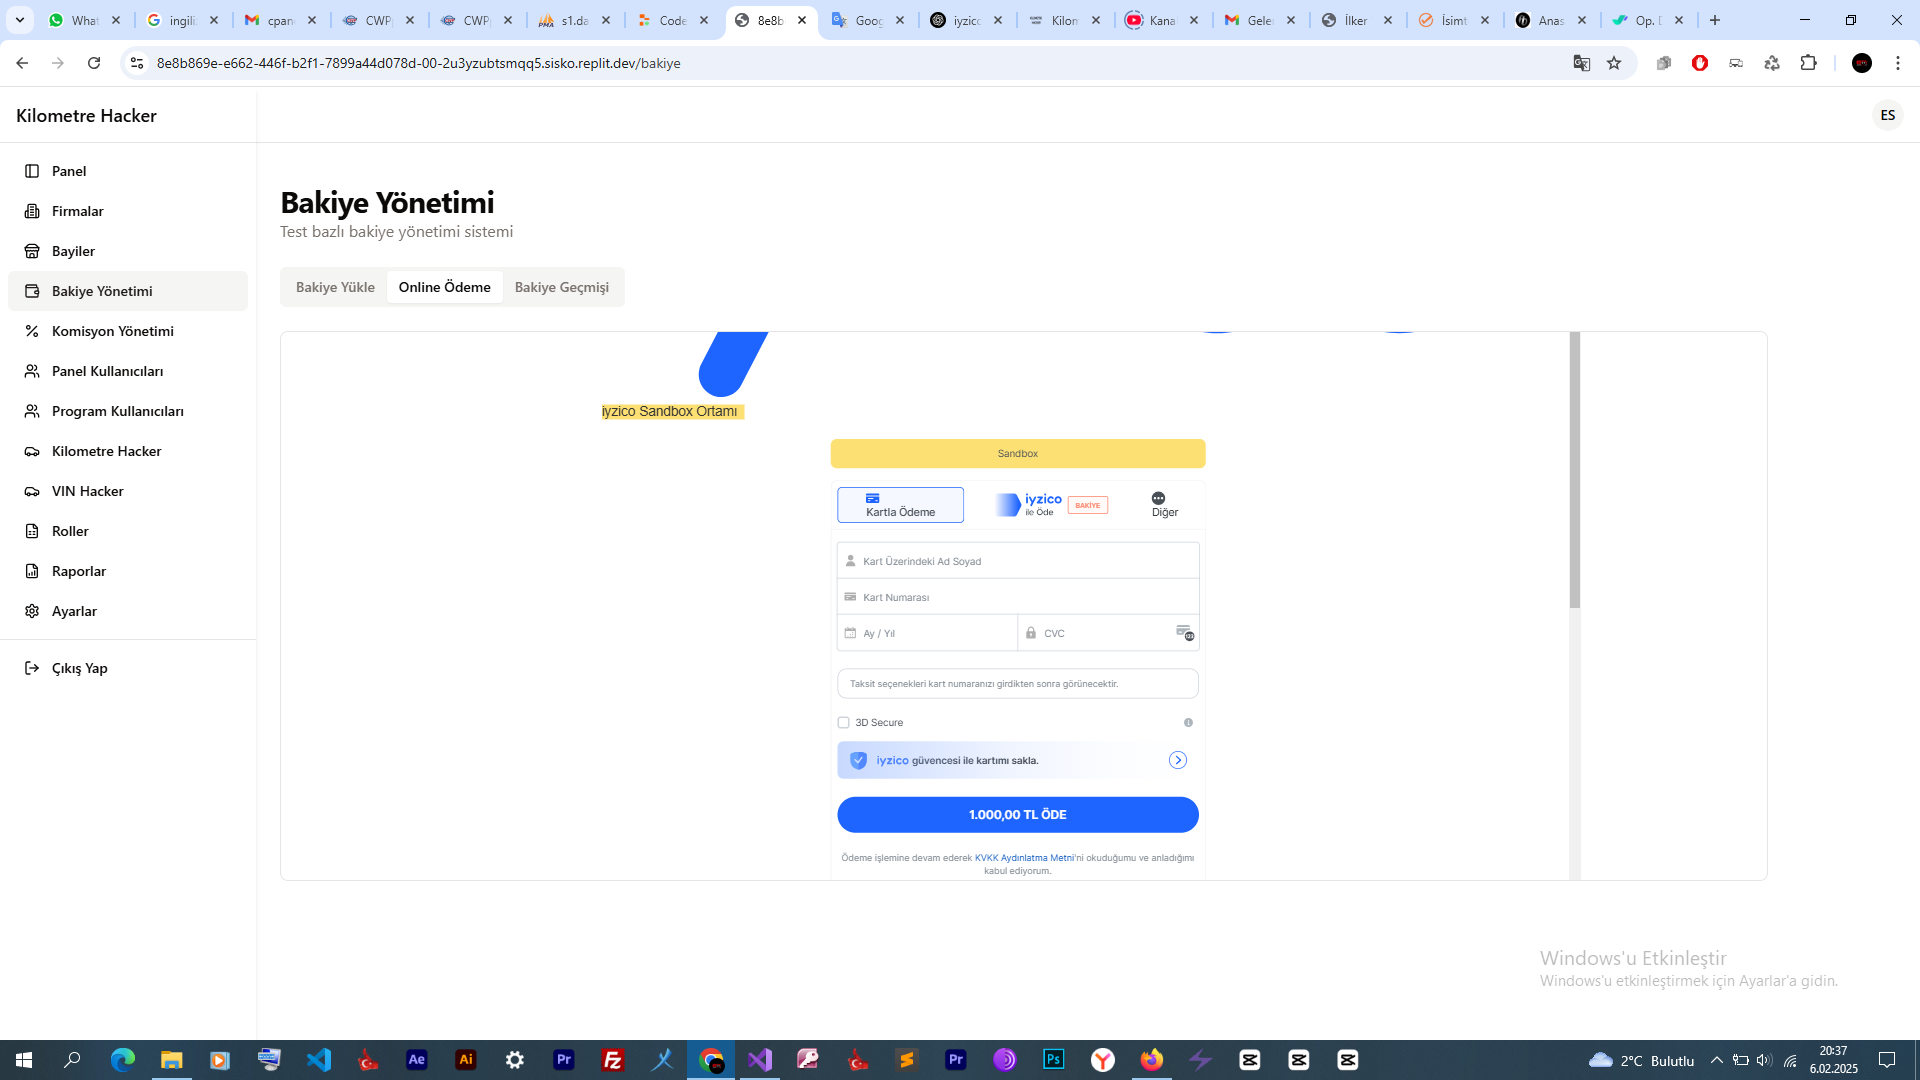 What
ingili:
cpan
CWP
CWP
s1.da
Code
8e8b
Goog
iyzico
Kilon
Kana
Gele
İlker
İsimt
Anas
Op. D
8e8b869e-e662-446f-b2f1-7899a44d078d-00-2u3yzubtsmqq5.sisko.replit.dev/bakiye
Kilometre Hacker
ES
Panel
Firmalar
Bayiler
Bakiye Yönetimi
Komisyon Yönetimi
Panel Kullanıcıları
Program Kullanıcıları
Kilometre Hacker
VIN Hacker
Roller
Raporlar
Ayarlar
Çıkış Yap
Bakiye Yönetimi
Test bazlı bakiye yönetimi sistemi
Bakiye Yükle
Online Ödeme
Bakiye Geçmişi
iyzico Sandbox Ortamı
Sandbox
Kartla Ödeme
iyzico
ile Öde
BAKİYE
Diğer
Kart Üzerindeki Ad Soyad
Kart Numarası
Ay / Yıl
CVC
Taksit seçenekleri kart numaranızı girdikten sonra görünecektir.
3D Secure
iyzico güvencesi ile kartımı sakla.
1.000,00 TL ÖDE
Ödeme işlemine devam ederek KVKK Aydınlatma Metni'ni okuduğumu ve anladığımı
kabul ediyorum.
Windows'u Etkinleştir
Windows'u etkinleştirmek için Ayarlar'a gidin.
Ae
Ai
Pr
Fz
Pr
Ps
2°C Bulutlu
20:37
6.02.2025